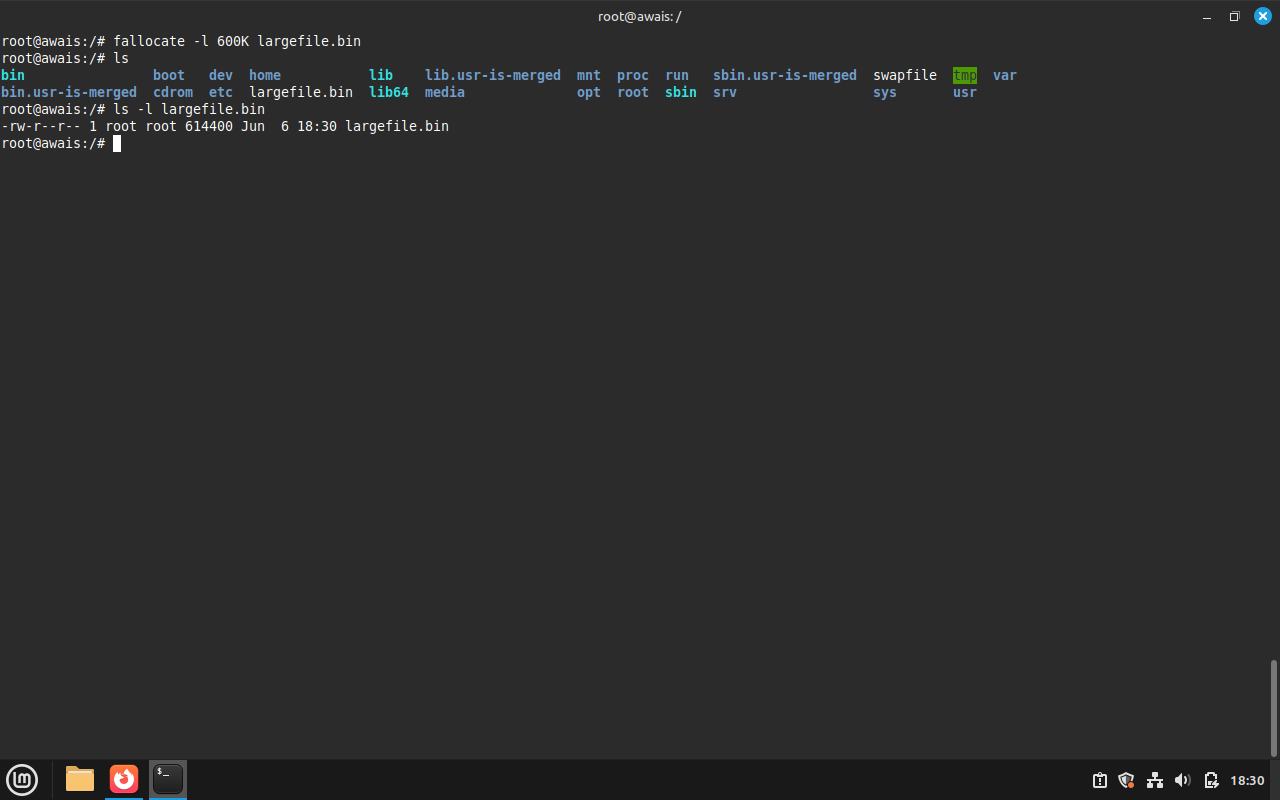 root@awais: /
root@awais:/# fallocate -l 600K largefile.bin
root@awais:/# ls
bin                boot   dev  home           lib    lib.usr-is-merged  mnt  proc  run   sbin.usr-is-merged  swapfile  tmp  var
bin.usr-is-merged  cdrom  etc  largefile.bin  lib64  media              opt  root  sbin  srv                 sys       usr
root@awais:/# ls -l largefile.bin
-rw-r--r-- 1 root root 614400 Jun  6 18:30 largefile.bin
root@awais:/#
$_
18:30